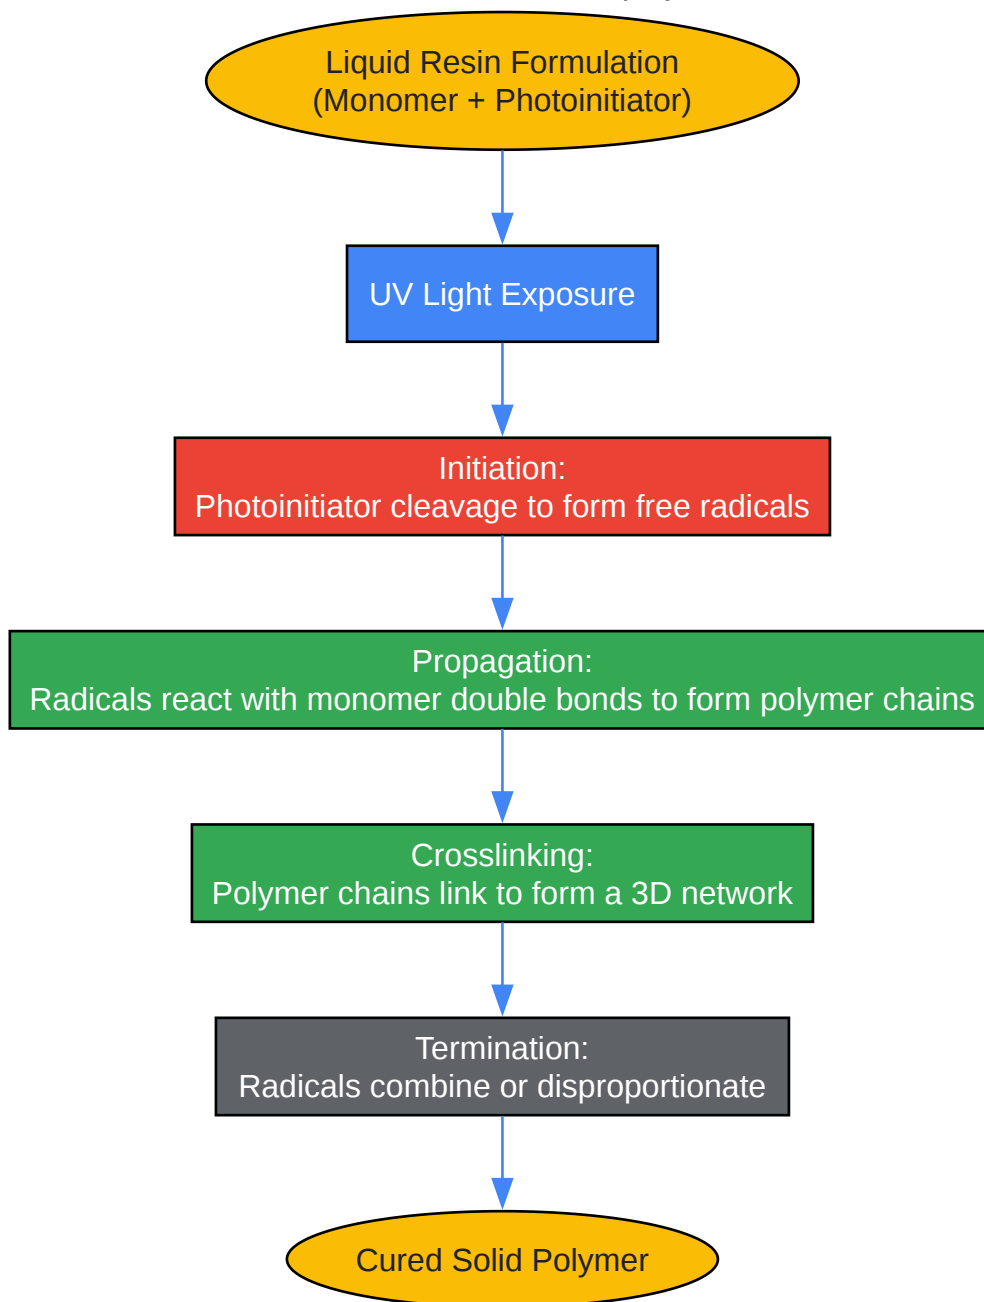 Liquid Resin Formulation
(Monomer + Photoinitiator)
UV Light Exposure
Initiation:
Photoinitiator cleavage to form free radicals
Propagation:
Radicals react with monomer double bonds to form polymer chains
Crosslinking:
Polymer chains link to form a 3D network
Termination:
Radicals combine or disproportionate
Cured Solid Polymer